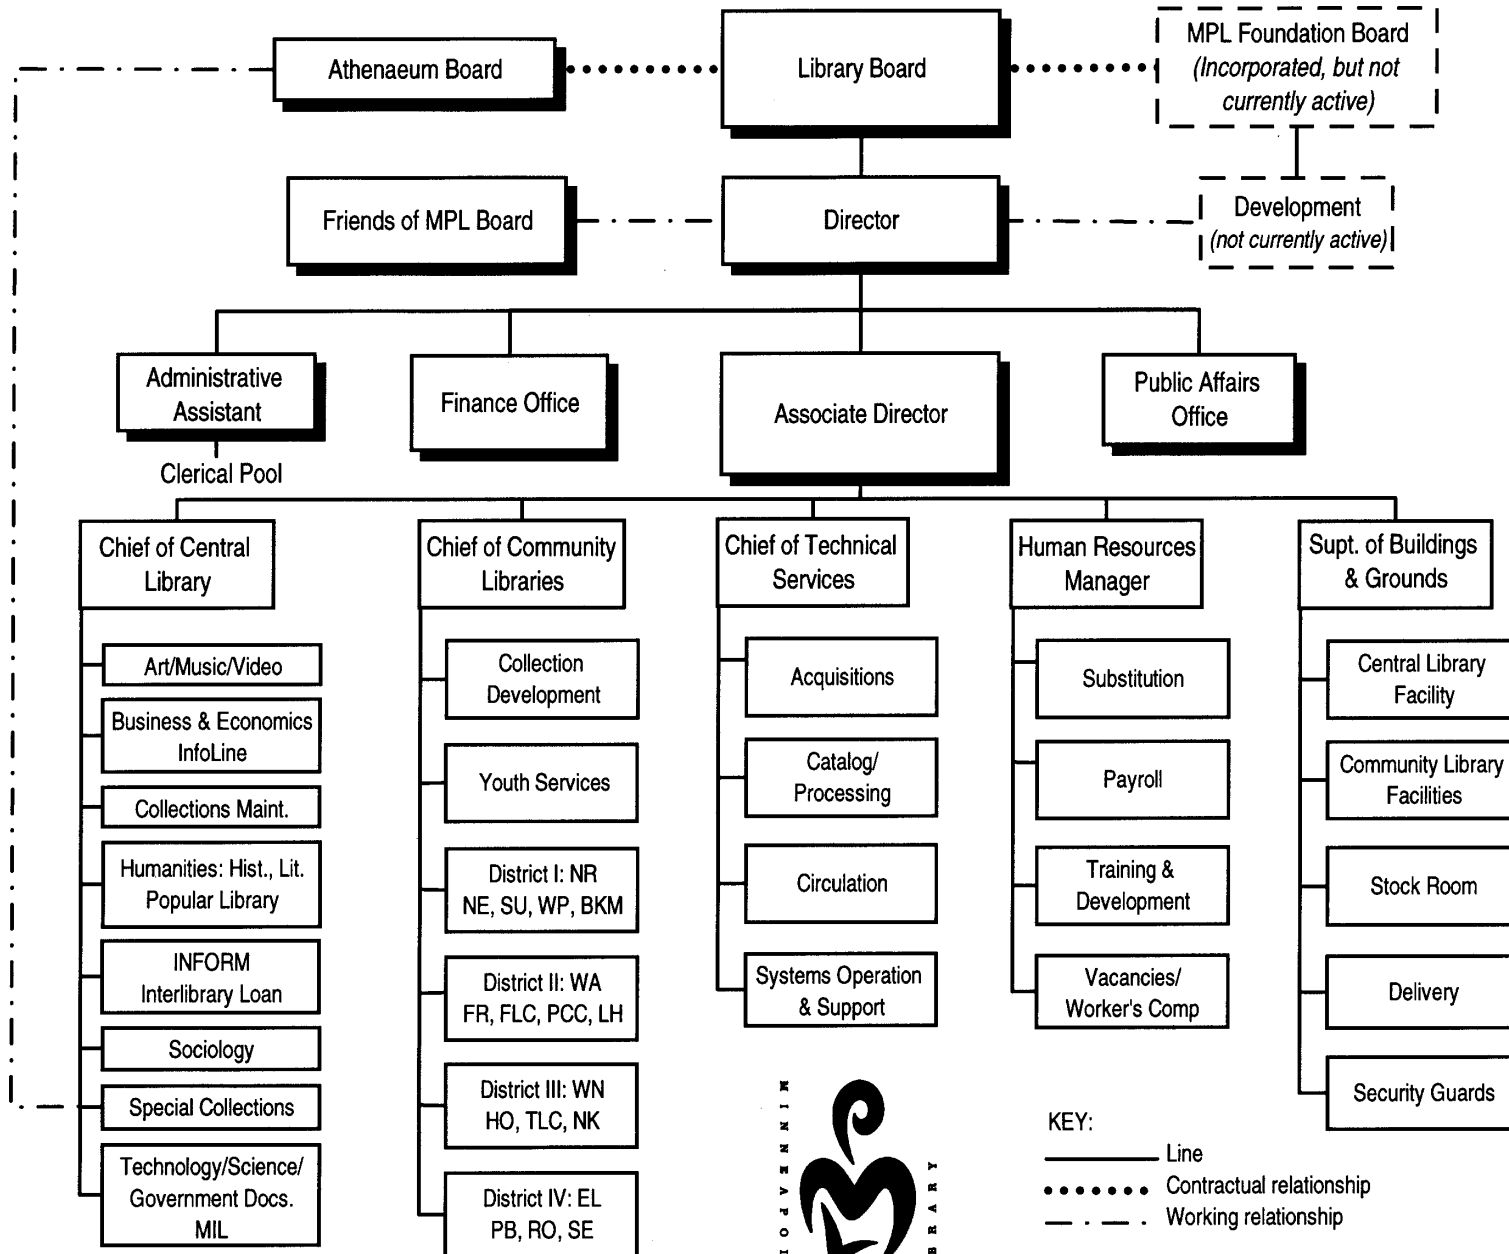 Athenaeum Board
Library Board
MPL Foundation Board
(Incorporated, but not
currently active)
Friends of MPL Board
Director
Development
(not currently active)
Administrative
Assistant
Clerical Pool
Finance Office
Associate Director
Public Affairs
Office
Chief of Central
Library
Art/Music/Video
Business & Economics
InfoLine
Collections Maint.
Humanities: Hist., Lit.
Popular Library
INFORM
Interlibrary Loan
Sociology
Special Collections
Technology/Science/
Government Docs.
MIL
Chief of Community
Libraries
Collection
Development
Youth Services
District I: NR
NE, SU, WP, BKM
District II: WA
FR, FLC, PCC, LH
District III: WN
HO, TLC, NK
District IV: EL
PB, RO, SE
Chief of Technical
Services
Acquisitions
Catalog/
Processing
Circulation
Systems Operation
& Support
Human Resources
Manager
Substitution
Payroll
Training &
Development
Vacancies/
Worker's Comp
Supt. of Buildings
& Grounds
Central Library
Facility
Community Library
Facilities
Stock Room
Delivery
Security Guards
MINNEAPOL
BRARY
KEY:
Line
Contractual relationship
Working relationship